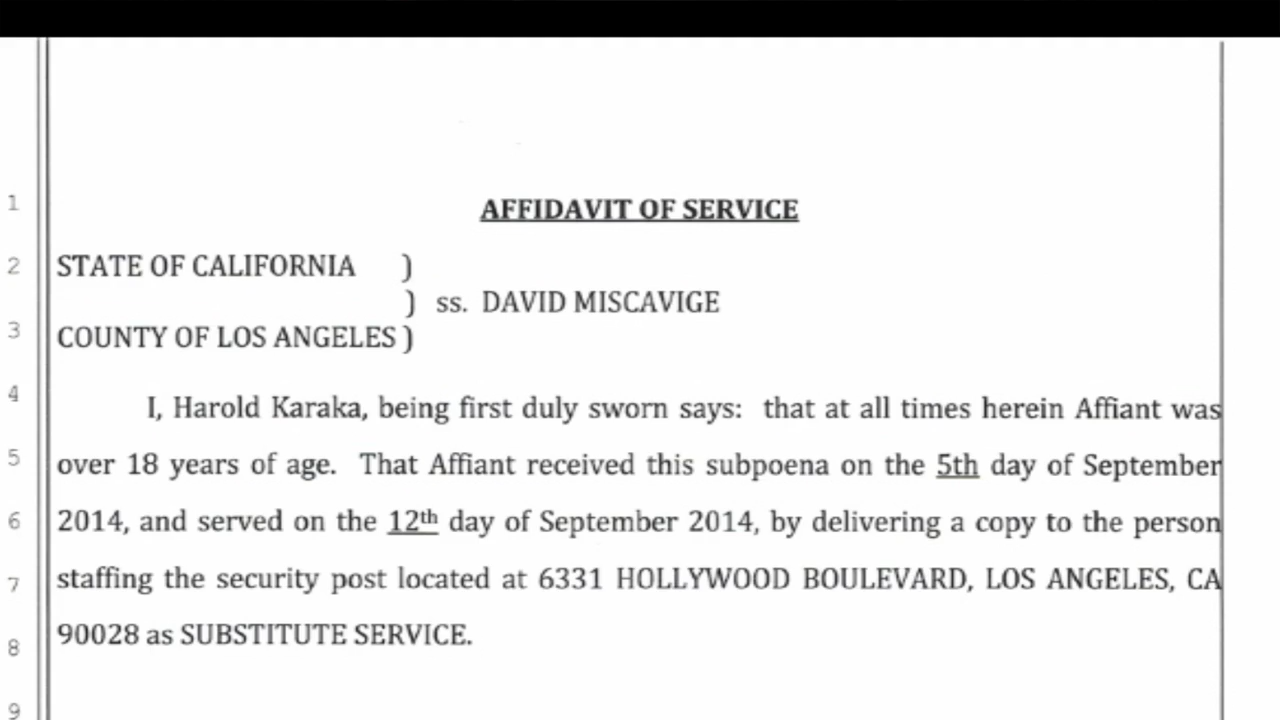 1 AFFIDAVIT OF SERVICE
2 STATE OF CALIFORNIA )
) ss. DAVID MISCAVIGE
3 COUNTY OF LOS ANGELES )
4 I, Harold Karaka, being first duly sworn says: that at all times herein Affiant was
5 over 18 years of age. That Affiant received this subpoena on the 5th day of September
6 2014, and served on the 12th day of September 2014, by delivering a copy to the person
7 staffing the security post located at 6331 HOLLYWOOD BOULEVARD, LOS ANGELES, CA
8 90028 as SUBSTITUTE SERVICE.
9